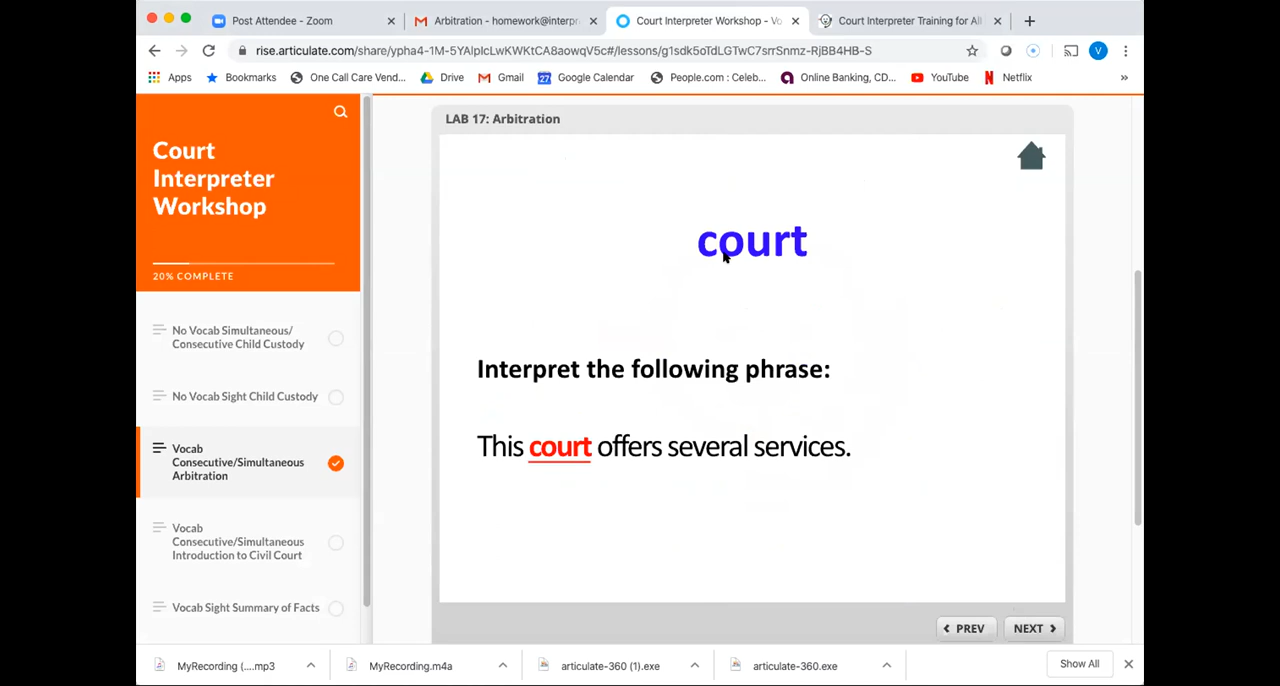 Post Attendee - Zoom
Arbitration - homework@interpr
Court Interpreter Workshop - Vo
Court Interpreter Training for All
rise.articulate.com/share/ypha4-1M-5YAlplcLwKWKtCA8aowqV5c#/lessons/g1sdk5oTdLGTwC7srrSnmz-RjBB4HB-S
V
Apps
Bookmarks
One Call Care Vend...
Drive
Gmail
27
Google Calendar
People.com : Celeb...
Online Banking, CD...
YouTube
Netflix
»
Court
Interpreter
Workshop
20% COMPLETE
No Vocab Simultaneous/
Consecutive Child Custody
No Vocab Sight Child Custody
Vocab
Consecutive/Simultaneous
Arbitration
Vocab
Consecutive/Simultaneous
Introduction to Civil Court
Vocab Sight Summary of Facts
LAB 17: Arbitration
court
Interpret the following phrase:
This court offers several services.
PREV
NEXT
MyRecording (....mp3
MyRecording.m4a
articulate-360 (1).exe
articulate-360.exe
Show All